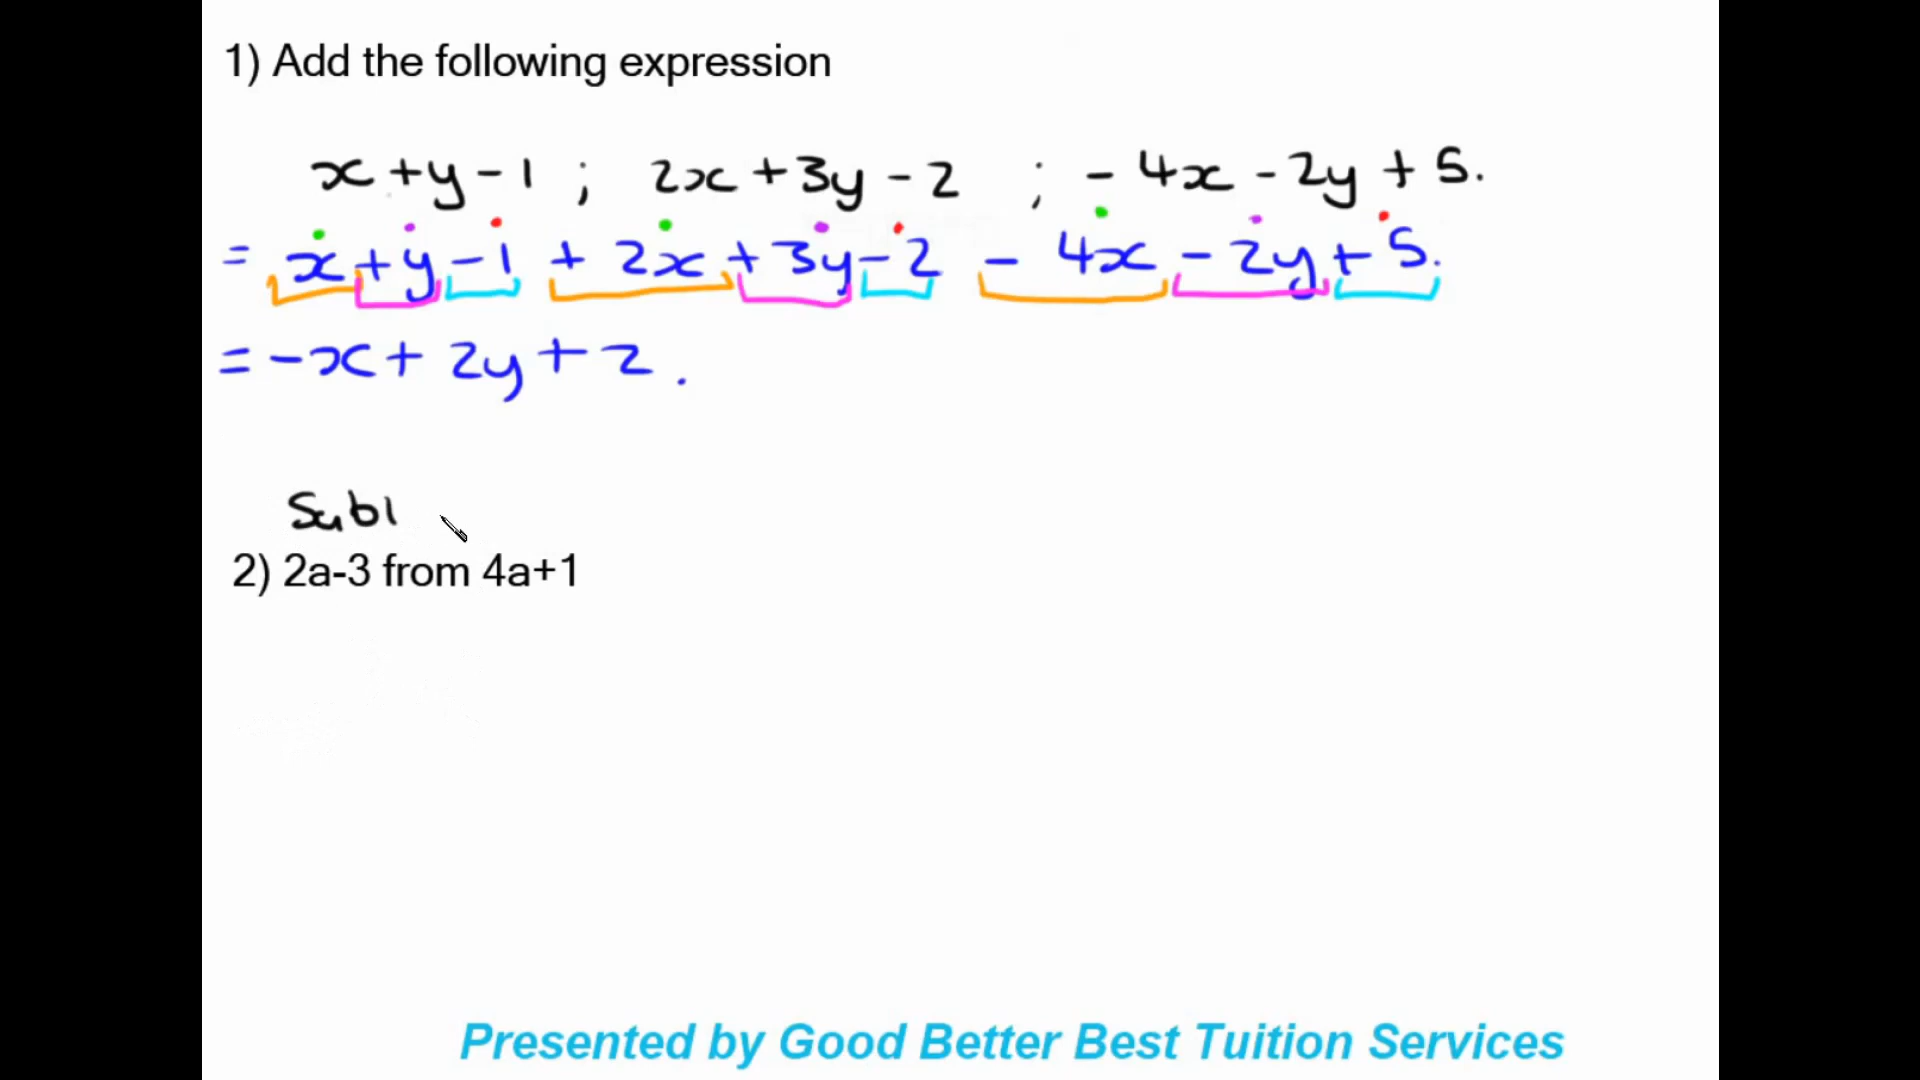 1) Add the following expression
x + y - 1 ; 2x + 3y - 2 ; - 4x - 2y + 5.
= x + y - 1 + 2x + 3y - 2 - 4x - 2y + 5.
= -x + 2y + 2.
Subl
2) 2a-3 from 4a+1
Presented by Good Better Best Tuition Services